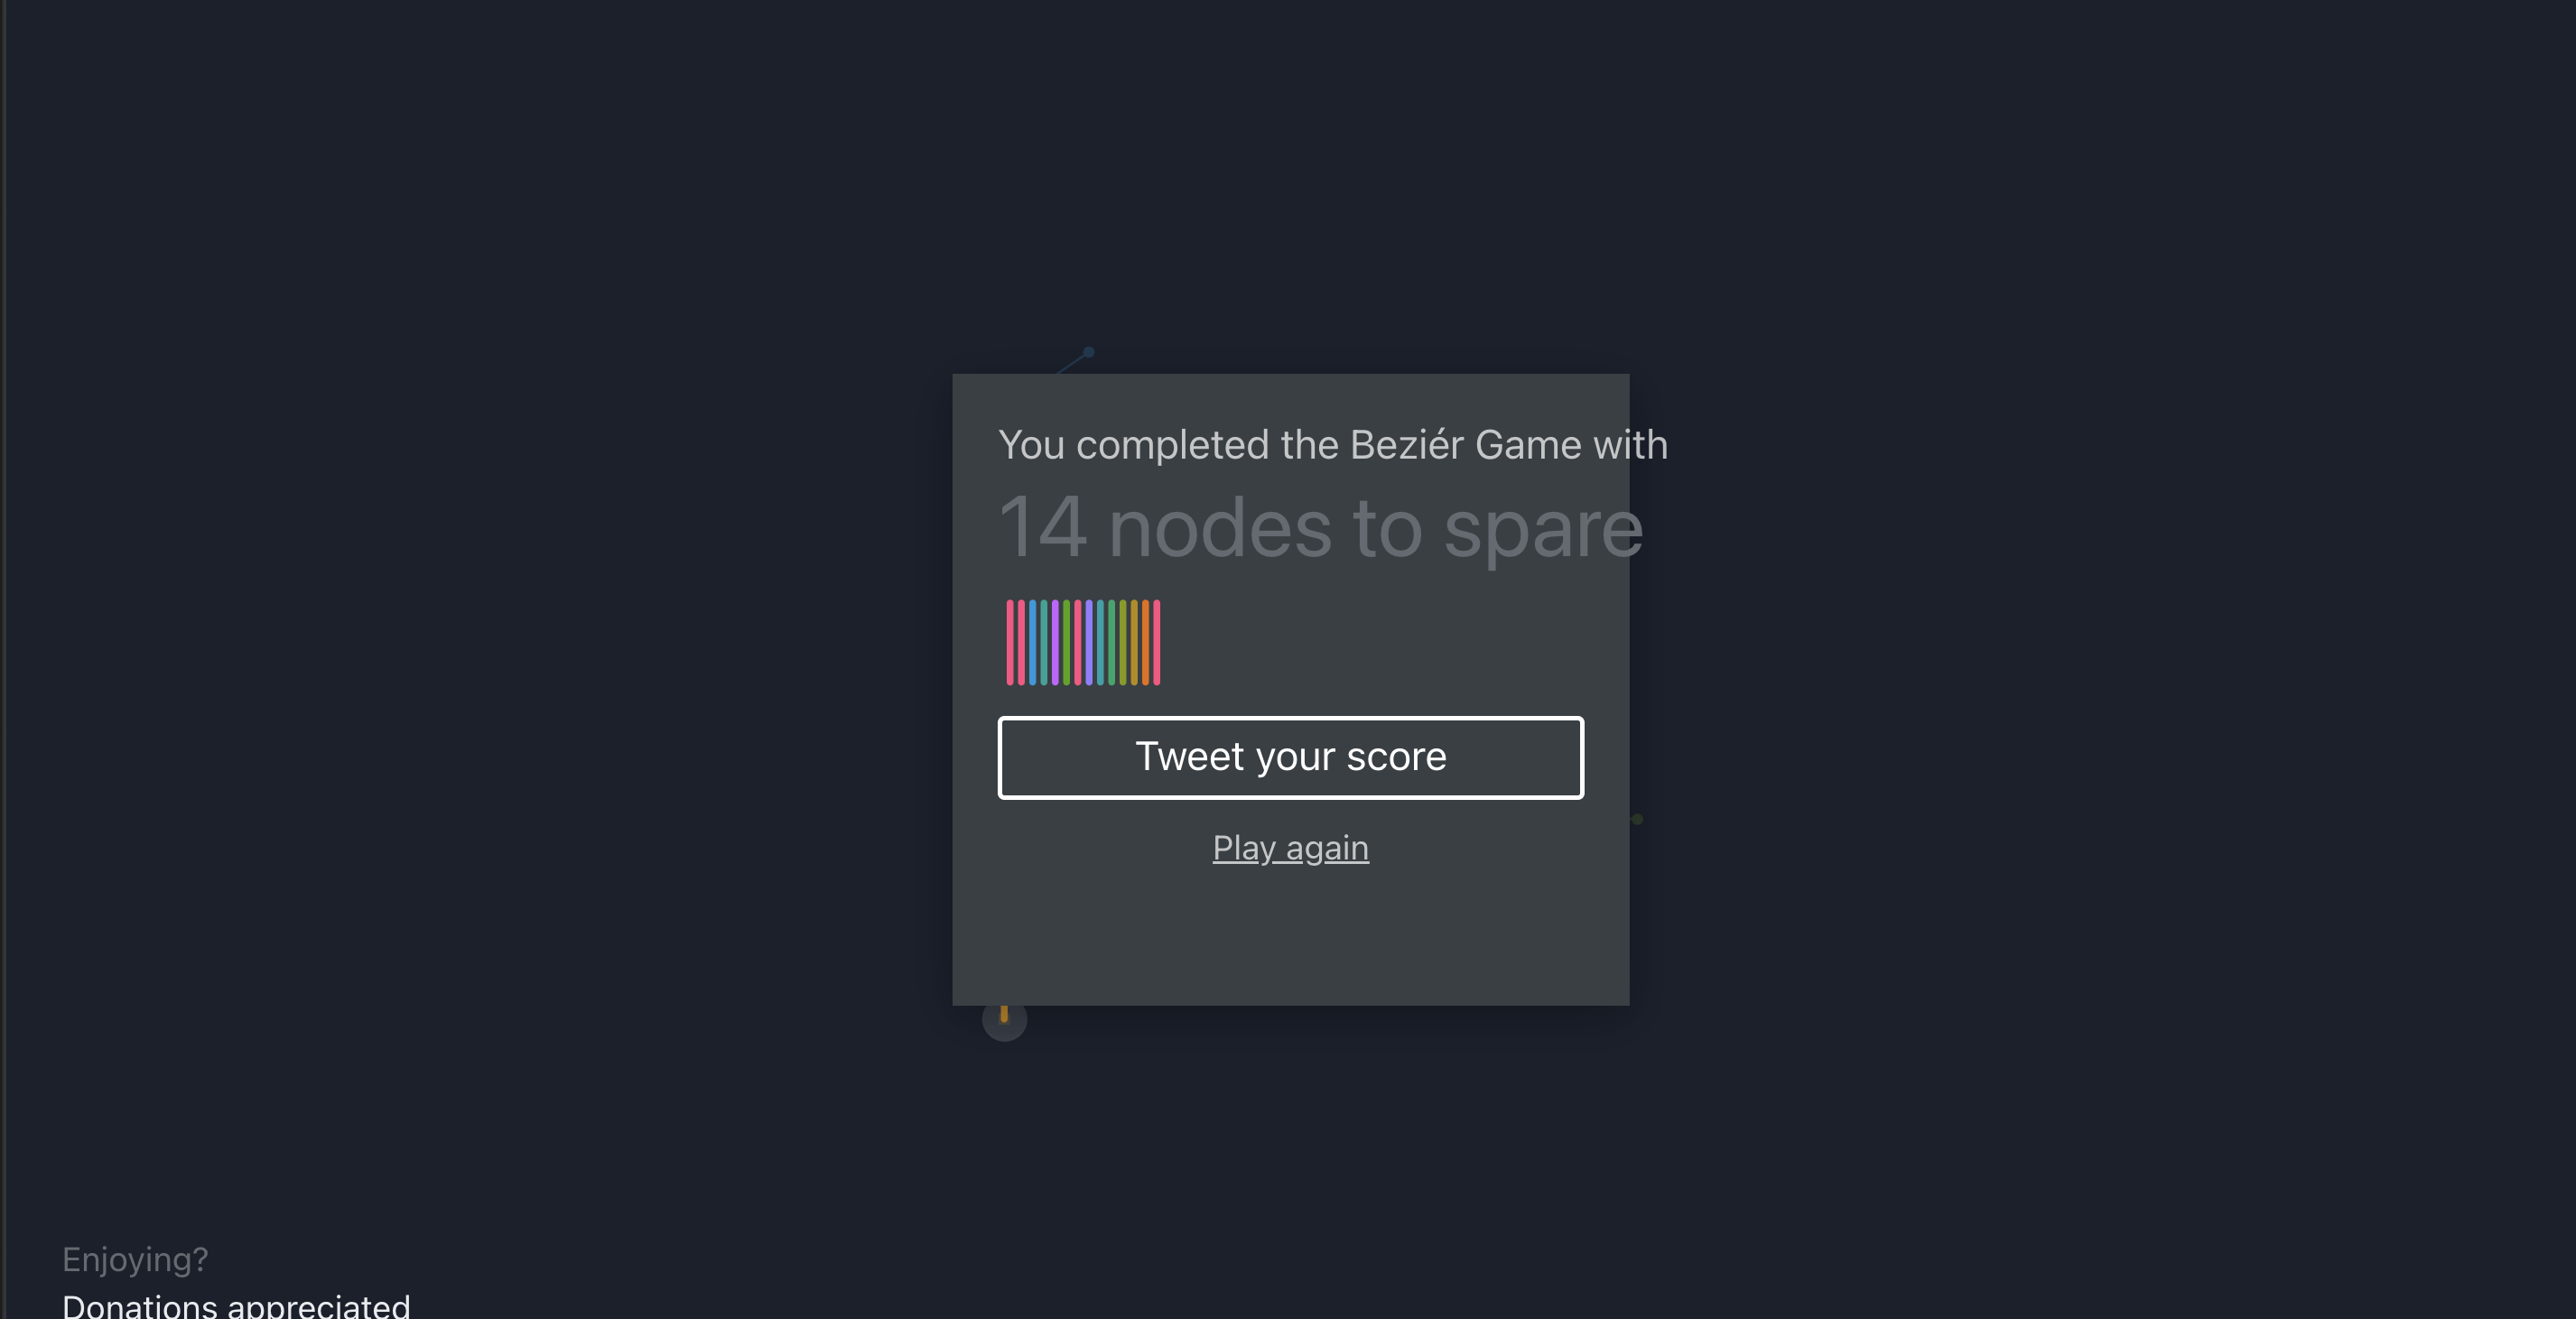 You completed the Beziér Game with
14 nodes to spare
Tweet your score
Play again
Enjoying?
Donations appreciated